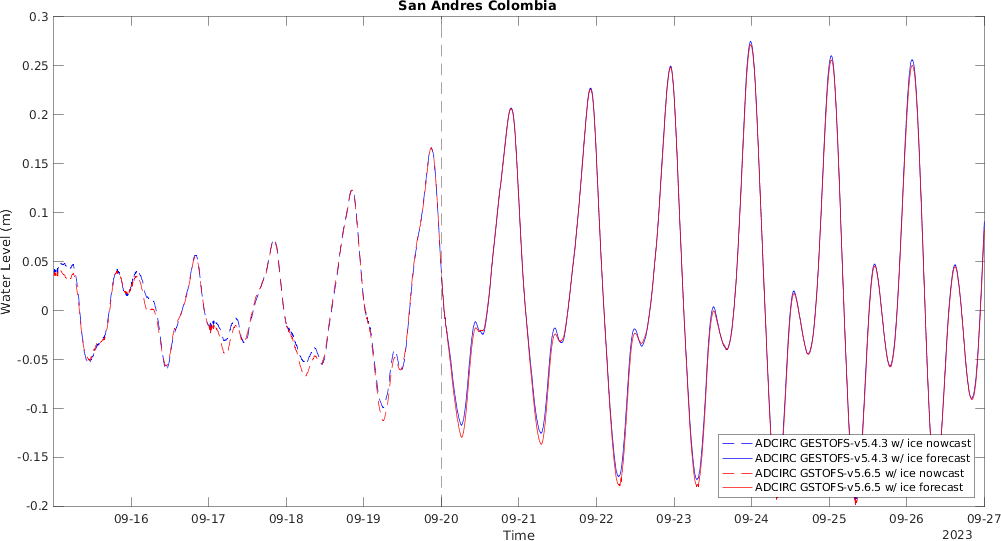 San Andres Colombia
0.3
0.25
0.2
0.15
0.1
0.05
0
-0.05
-0.1
-0.15
-0.2
Water Level (m)
ADCIRC GESTOFS-v5.4.3 w/ ice nowcast
ADCIRC GESTOFS-v5.4.3 w/ ice forecast
ADCIRC GSTOFS-v5.6.5 w/ ice nowcast
ADCIRC GSTOFS-v5.6.5 w/ ice forecast
09-16 09-17 09-18 09-19 09-20 09-21 09-22 09-23 09-24 09-25 09-26 09-27
Time
2023